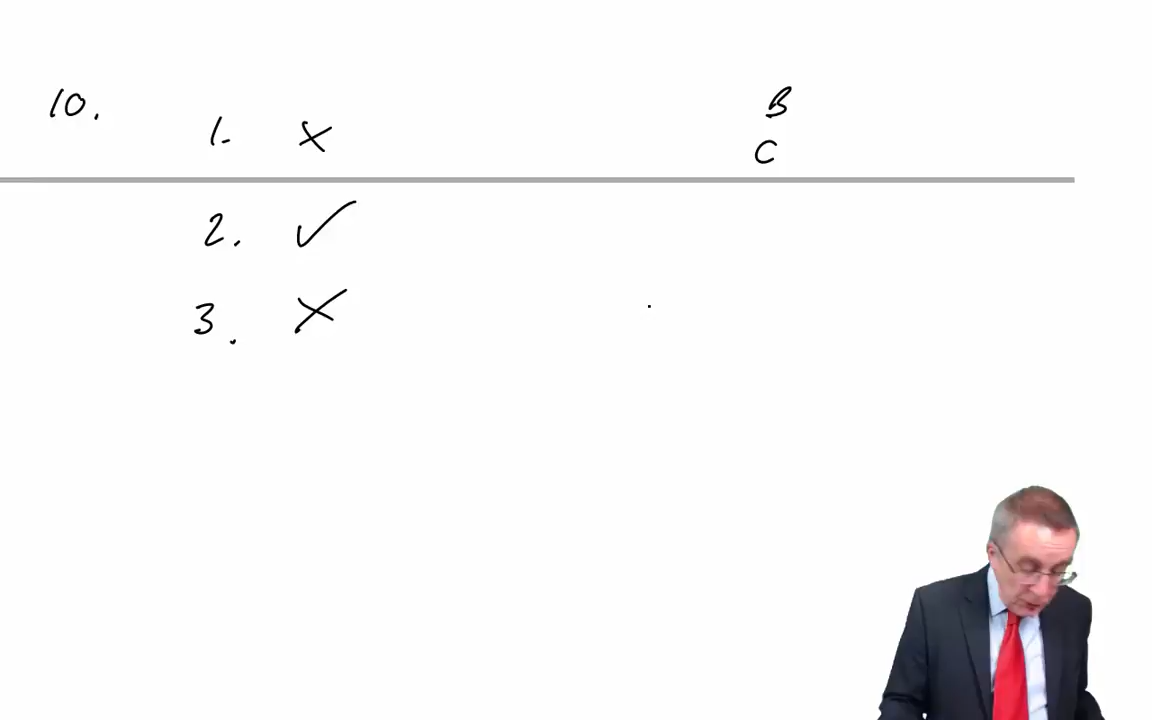 10.
1. ✗
B
C
2. ✓
3. ✗